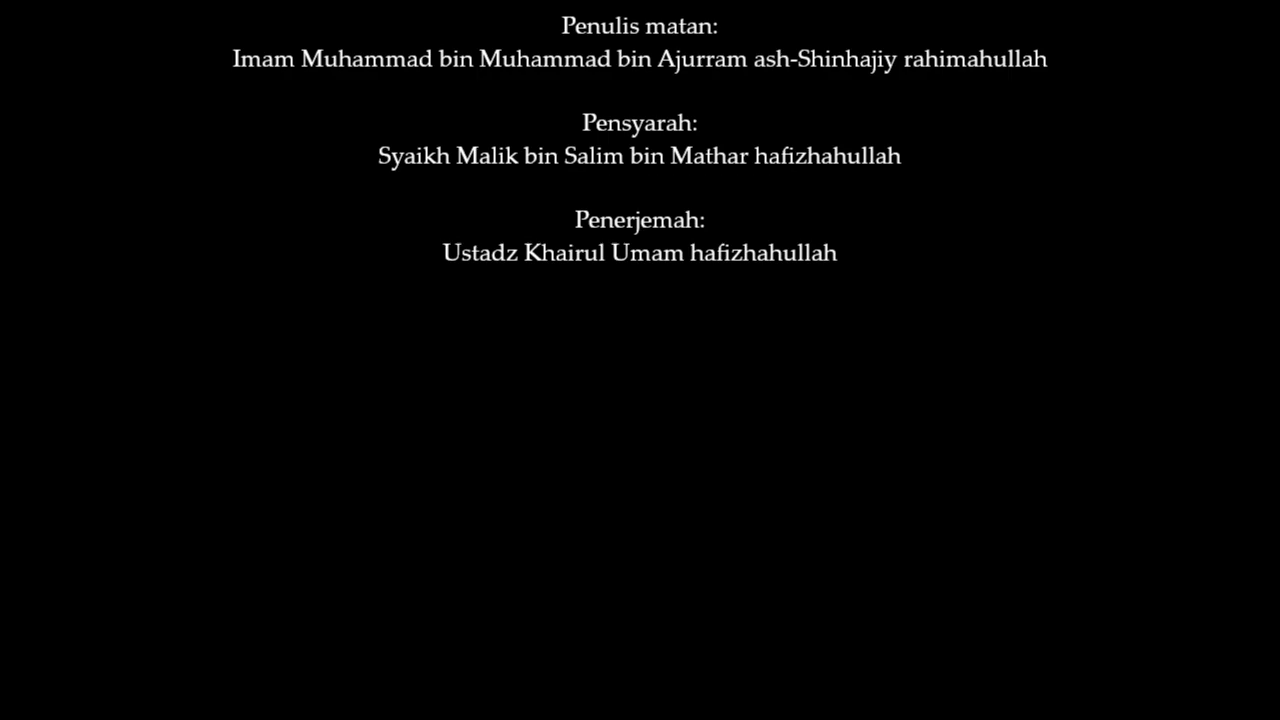 Penulis matan:
Imam Muhammad bin Muhammad bin Ajurram ash-Shinhajiy rahimahullah
Pensyarah:
Syaikh Malik bin Salim bin Mathar hafizhahullah
Penerjemah:
Ustadz Khairul Umam hafizhahullah